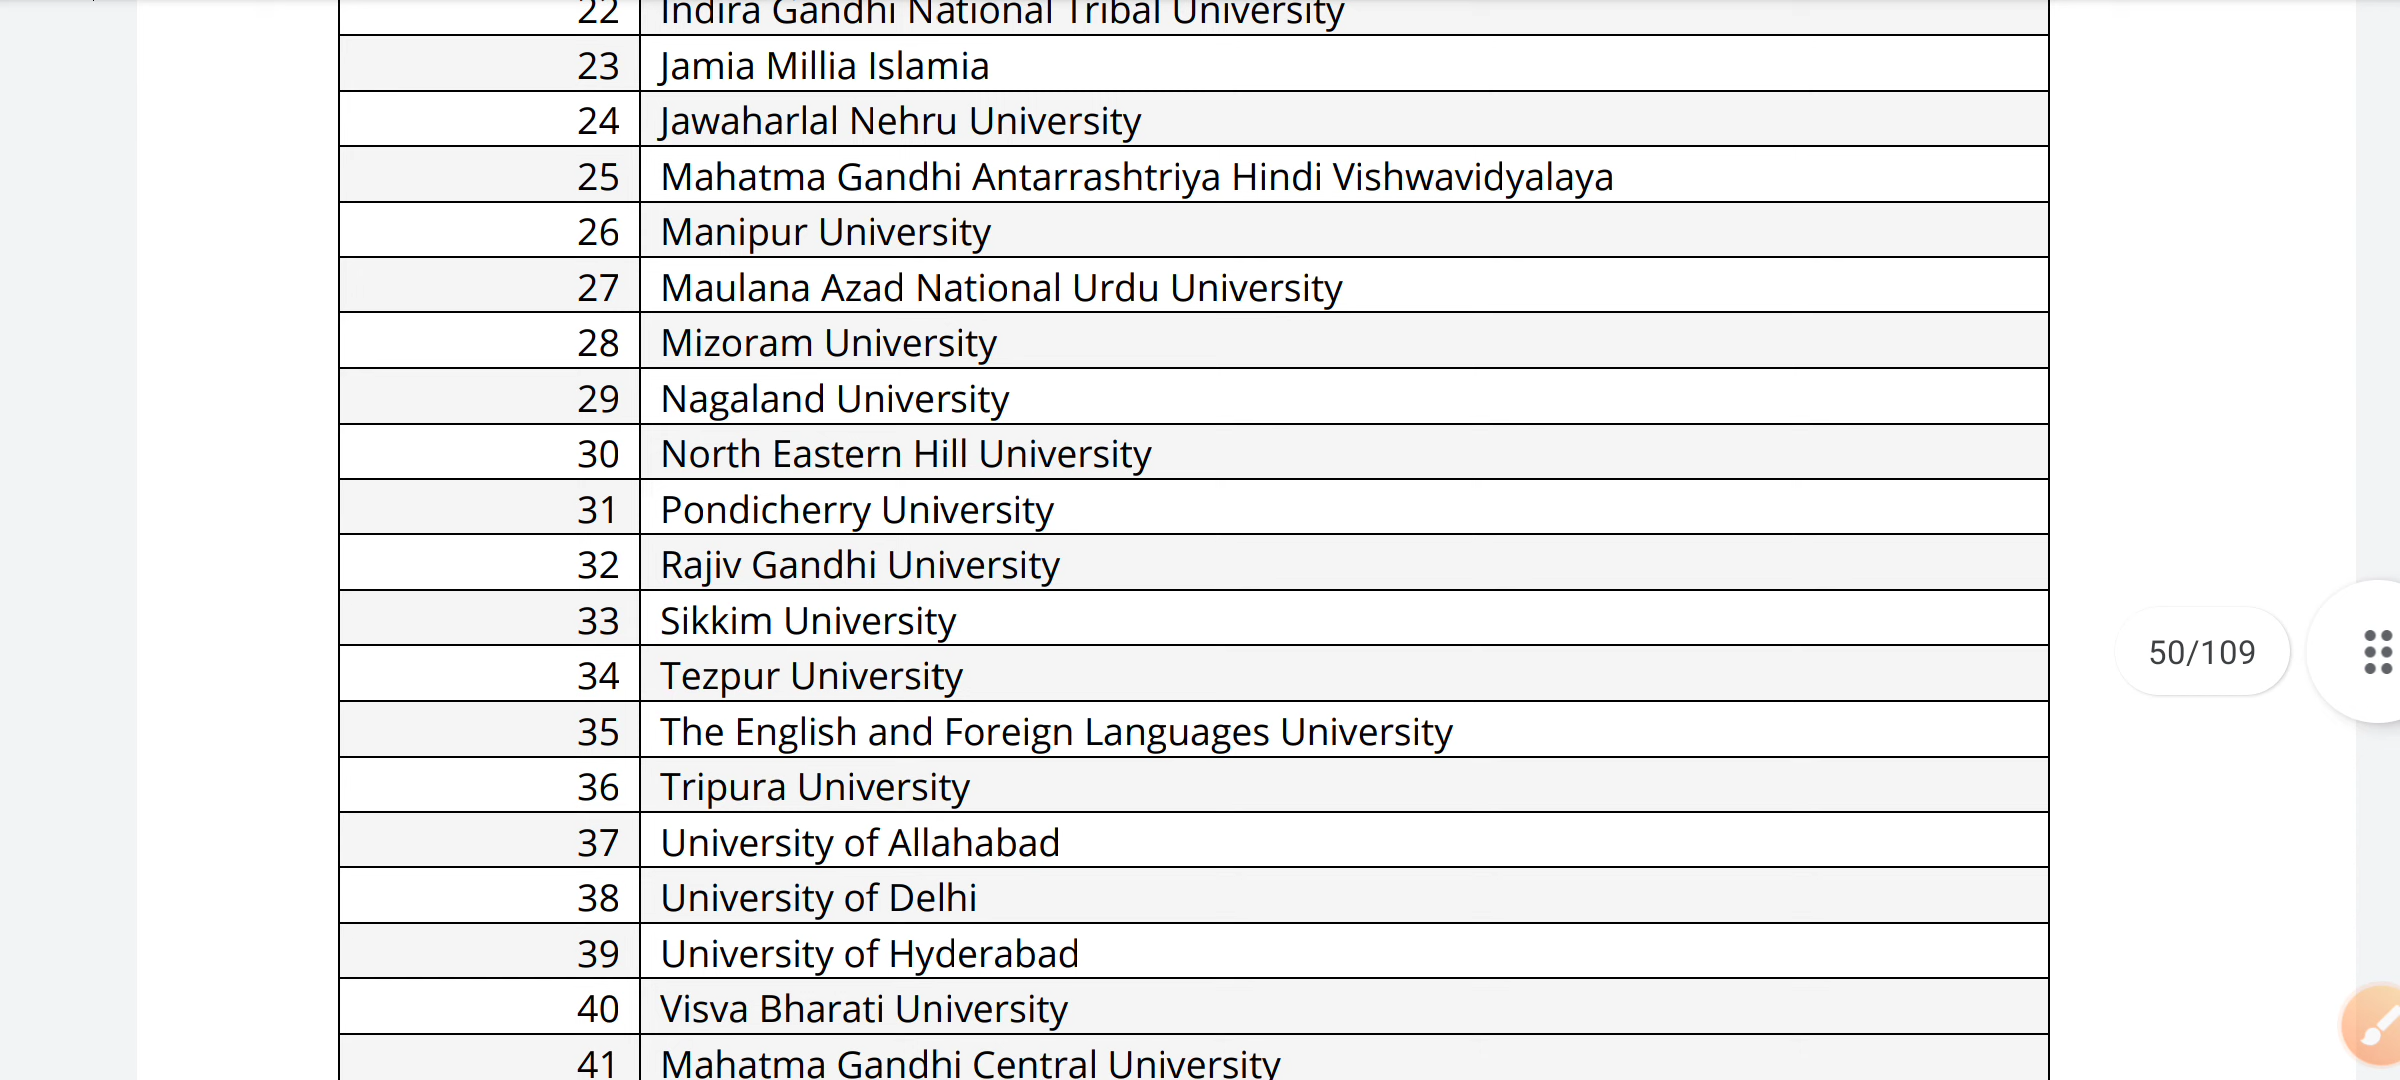 22 Indira Gandhi National Tribal University
23 Jamia Millia Islamia
24 Jawaharlal Nehru University
25 Mahatma Gandhi Antarrashtriya Hindi Vishwavidyalaya
26 Manipur University
27 Maulana Azad National Urdu University
28 Mizoram University
29 Nagaland University
30 North Eastern Hill University
31 Pondicherry University
32 Rajiv Gandhi University
33 Sikkim University
50/109
34 Tezpur University
35 The English and Foreign Languages University
36 Tripura University
37 University of Allahabad
38 University of Delhi
39 University of Hyderabad
40 Visva Bharati University
41 Mahatma Gandhi Central University